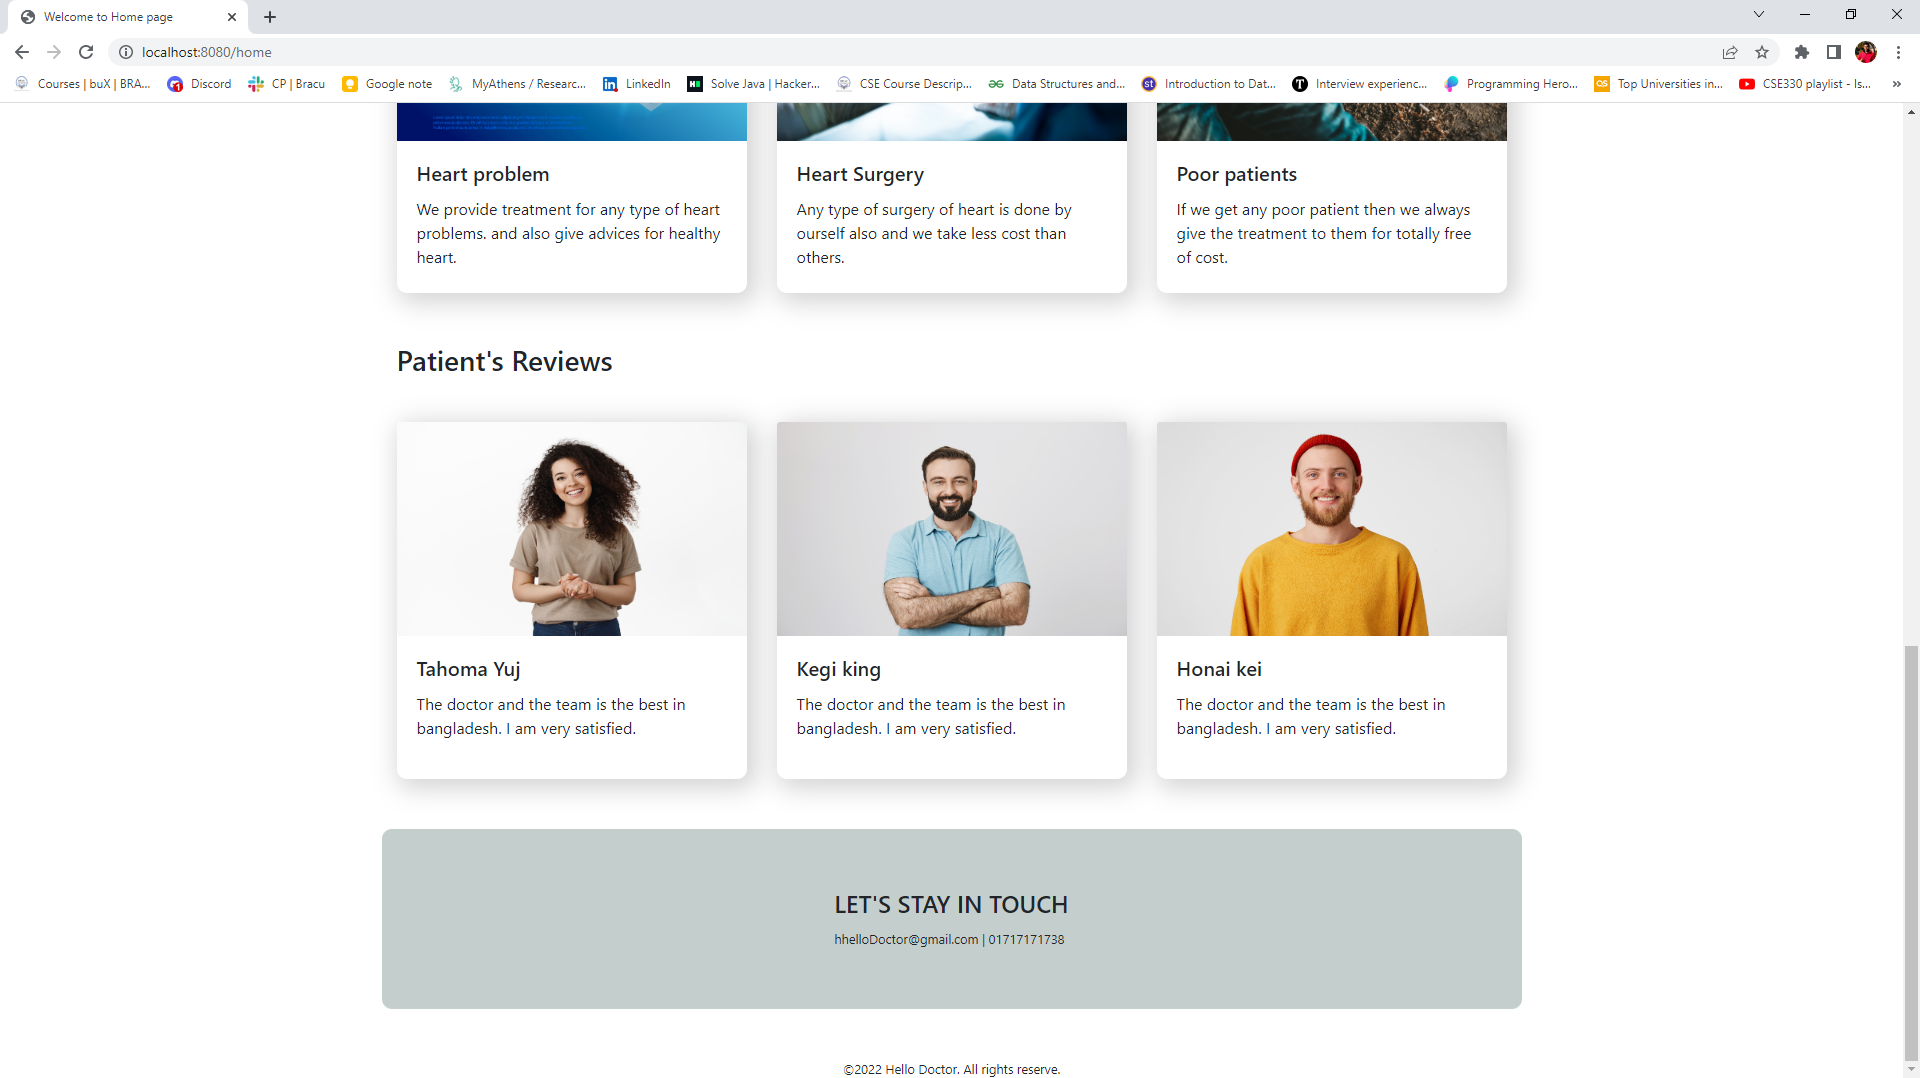 Welcome to Home page
localhost:8080/home
Courses | buX | BRA... Discord CP | Bracu Google note MyAthens / Researc... LinkedIn Solve Java | Hacker... CSE Course Descrip... Data Structures and... Introduction to Dat... Interview experienc... Programming Hero... Top Universities in... CSE330 playlist - Is... »
Heart problem
We provide treatment for any type of heart
problems. and also give advices for healthy
heart.
Heart Surgery
Any type of surgery of heart is done by
ourself also and we take less cost than
others.
Poor patients
If we get any poor patient then we always
give the treatment to them for totally free
of cost.
Patient's Reviews
Tahoma Yuj
The doctor and the team is the best in
bangladesh. I am very satisfied.
Kegi king
The doctor and the team is the best in
bangladesh. I am very satisfied.
Honai kei
The doctor and the team is the best in
bangladesh. I am very satisfied.
LET'S STAY IN TOUCH
hhelloDoctor@gmail.com | 01717171738
©2022 Hello Doctor. All rights reserve.